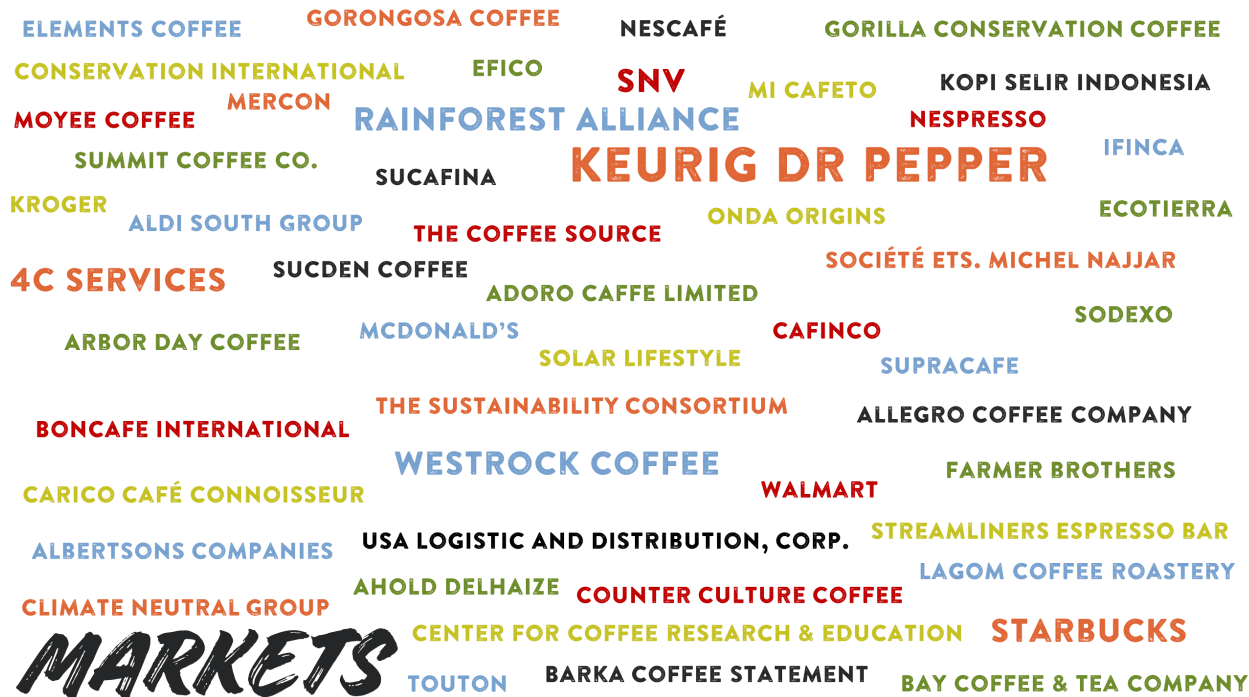 ELEMENTS COFFEE
GORONGOSA COFFEE
NESCAFÉ
GORILLA CONSERVATION COFFEE
CONSERVATION INTERNATIONAL
EFICO
SNV
MI CAFETO
KOPI SELIR INDONESIA
MERCON
MOYEE COFFEE
RAINFOREST ALLIANCE
NESPRESSO
IFINCA
SUMMIT COFFEE CO.
SUCAFINA
KEURIG DR PEPPER
KROGER
ALDI SOUTH GROUP
THE COFFEE SOURCE
ONDA ORIGINS
ECOTIERRA
4C SERVICES
SUCDEN COFFEE
SOCIÉTÉ ETS. MICHEL NAJJAR
ADORO CAFFE LIMITED
SODEXO
ARBOR DAY COFFEE
MCDONALD'S
CAFINCO
SOLAR LIFESTYLE
SUPRACAFE
THE SUSTAINABILITY CONSORTIUM
ALLEGRO COFFEE COMPANY
BONCAFE INTERNATIONAL
WESTROCK COFFEE
FARMER BROTHERS
CARICO CAFÉ CONNOISSEUR
WALMART
ALBERTSONS COMPANIES
USA LOGISTIC AND DISTRIBUTION, CORP.
STREAMLINERS ESPRESSO BAR
LAGOM COFFEE ROASTERY
AHOLD DELHAIZE
COUNTER CULTURE COFFEE
CLIMATE NEUTRAL GROUP
CENTER FOR COFFEE RESEARCH & EDUCATION
STARBUCKS
MARKETS
TOUTON
BARKA COFFEE STATEMENT
BAY COFFEE & TEA COMPANY